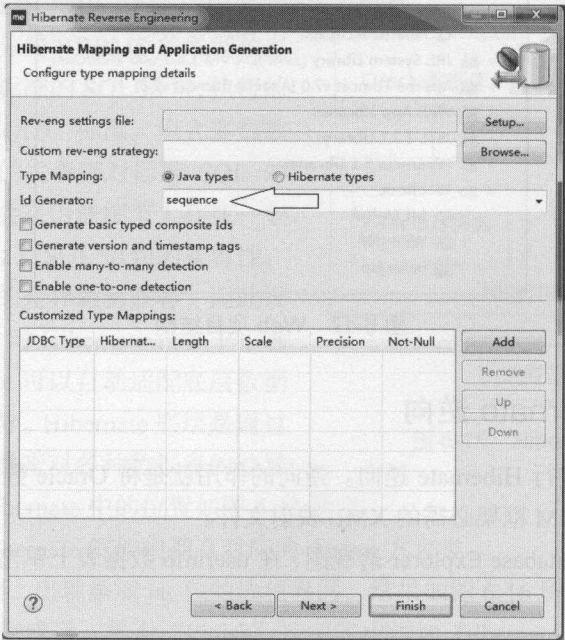 me Hibernate Reverse Engineering
Hibernate Mapping and Application Generation
Configure type mapping details
Rev-eng settings file: Setup...
Custom rev-eng strategy: Browse...
Type Mapping: Java types Hibernate types
Id Generator: sequence
Generate basic typed composite Ids
Generate version and timestamp tags
Enable many-to-many detection
Enable one-to-one detection
Customized Type Mappings:
JDBC Type Hibernat... Length Scale Precision Not-Null Add
Remove
Up
Down
? < Back Next > Finish Cancel